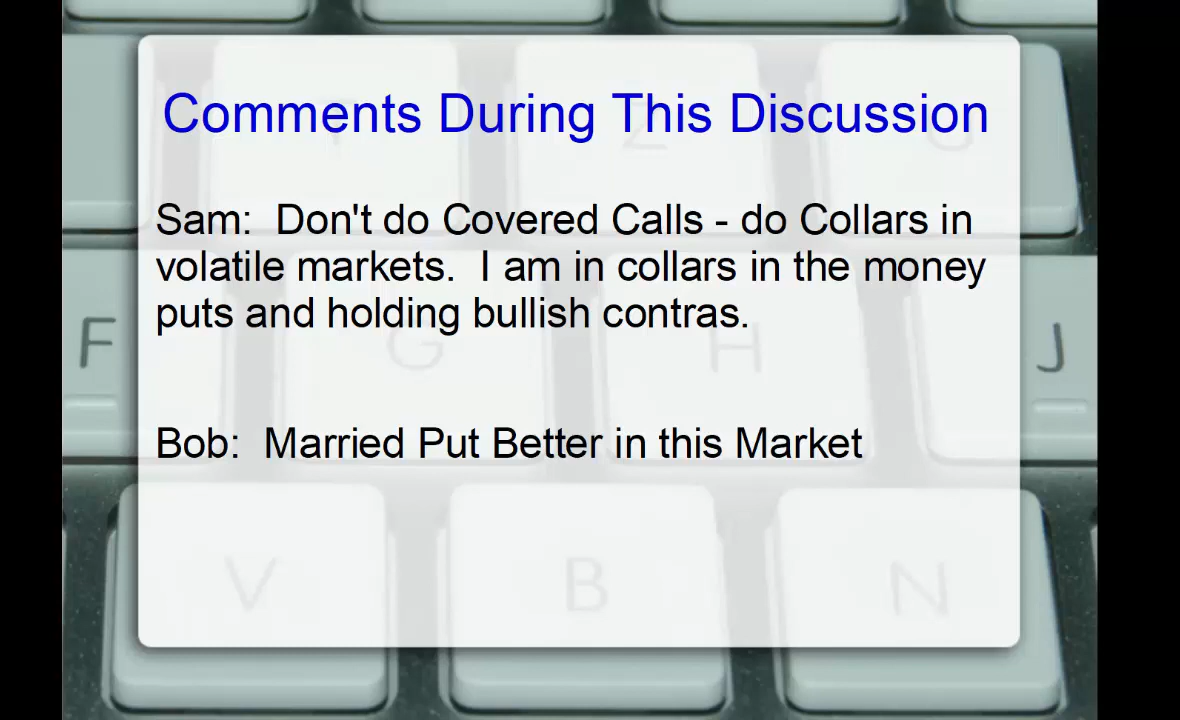 Comments During This Discussion
Sam:  Don't do Covered Calls - do Collars in
volatile markets.  I am in collars in the money
puts and holding bullish contras.
Bob:  Married Put Better in this Market
F
G
H
J
V
B
N